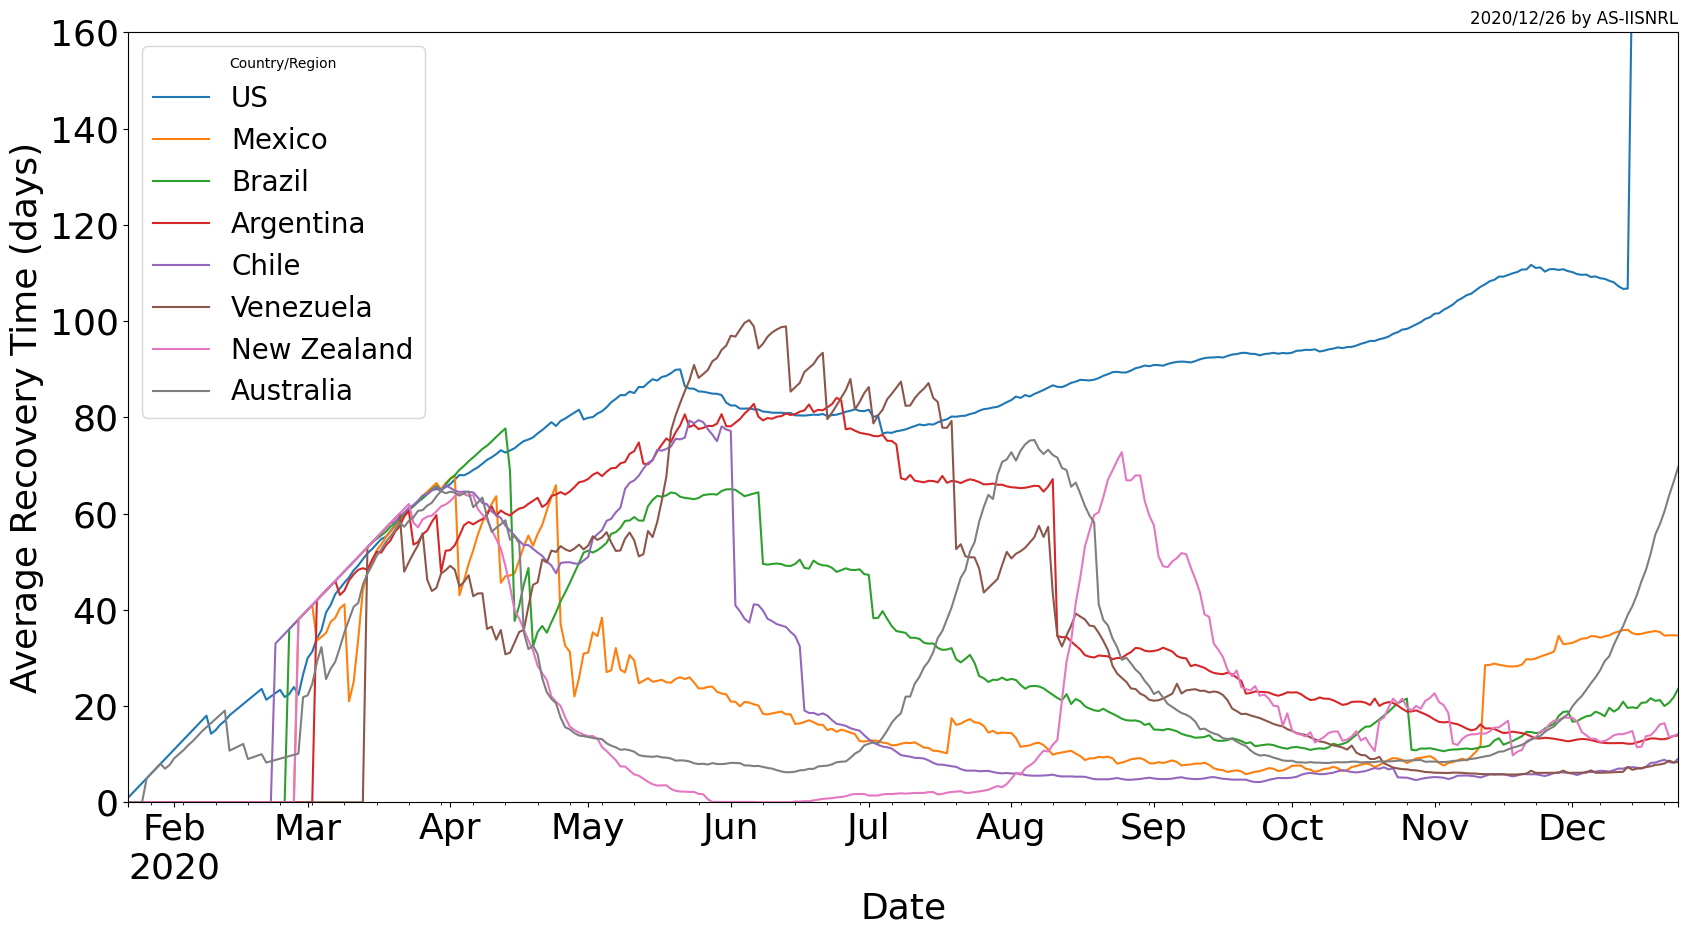 2020/12/26 by AS-IISNRL
Average Recovery Time (days)
160
140
120
100
80
60
40
20
0
Country/Region
US
Mexico
Brazil
Argentina
Chile
Venezuela
New Zealand
Australia
Feb Mar Apr May Jun Jul Aug Sep Oct Nov Dec
2020
Date